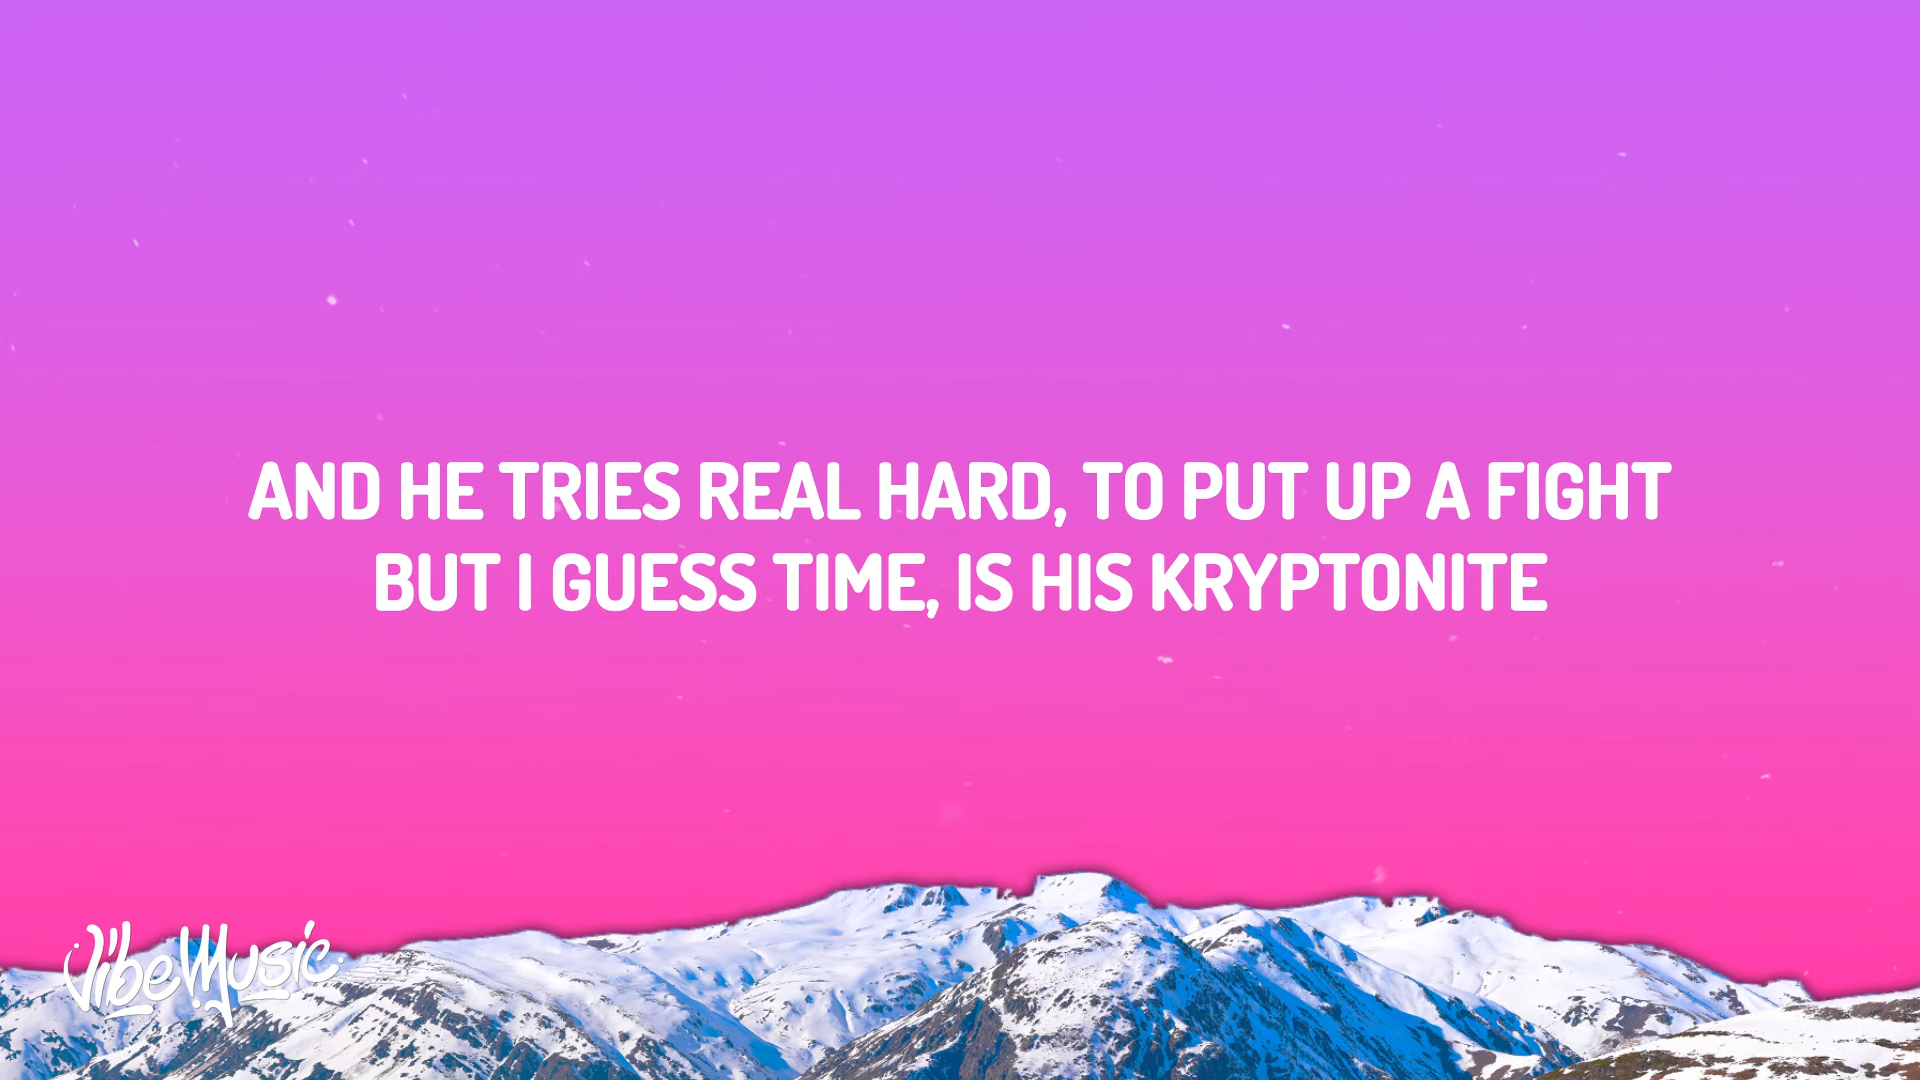 AND HE TRIES REAL HARD, TO PUT UP A FIGHT
BUT I GUESS TIME, IS HIS KRYPTONITE
VibeMusic